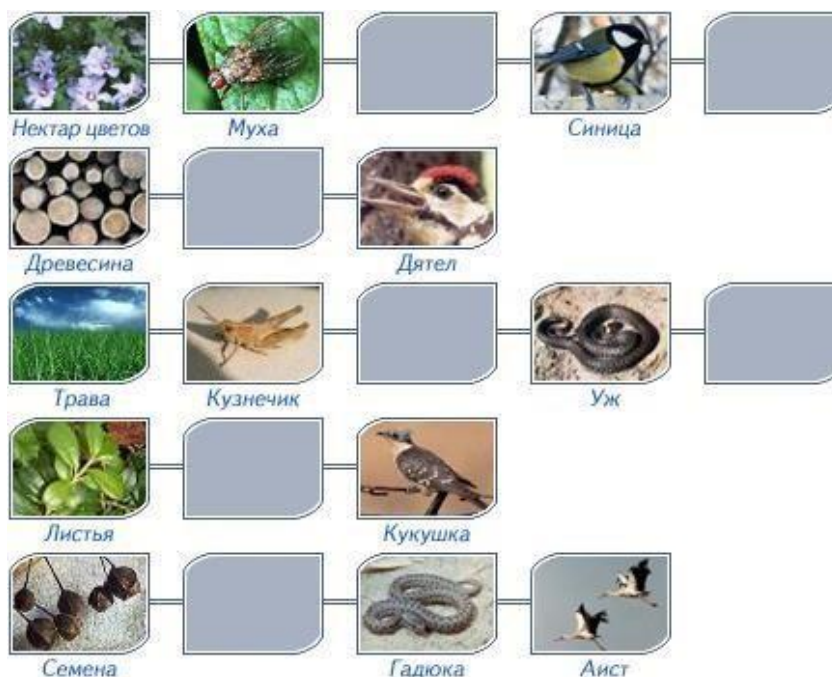 Нектар цветов Муха Синица
Древесина Дятел
Трава Кузнечик Уж
Листья Кукушка
Семена Гадюка Аист